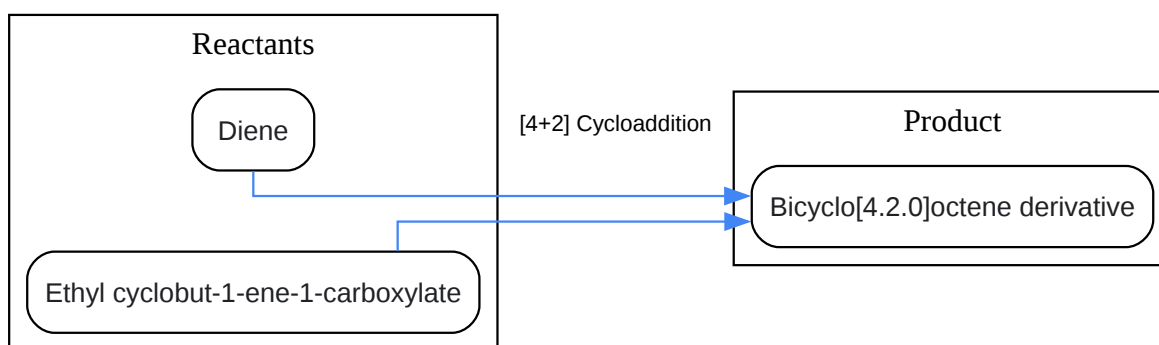 Reactants
Diene
Ethyl cyclobut-1-ene-1-carboxylate
[4+2] Cycloaddition
Product
Bicyclo[4.2.0]octene derivative